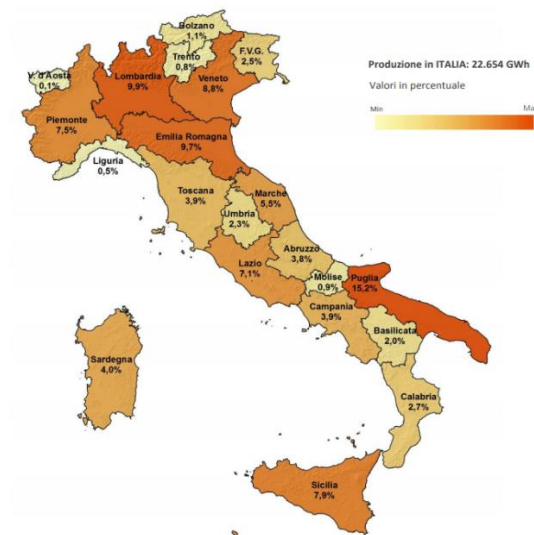 Bolzano
1,1%
Trento
0,8%
F.V.G.
2,5%
Produzione in ITALIA: 22.654 GWh
Valori in percentuale
Min
Ma
V. d'Aosta
0,1%
Lombardia
9,9%
Veneto
8,8%
Piemonte
7,5%
Emilia Romagna
9,7%
Liguria
0,5%
Toscana
3,9%
Marche
5,5%
Umbria
2,3%
Abruzzo
3,8%
Lazio
7,1%
Molise
0,9%
Puglia
15,2%
Campania
3,9%
Basilicata
2,0%
Sardegna
4,0%
Calabria
2,7%
Sicilia
7,9%